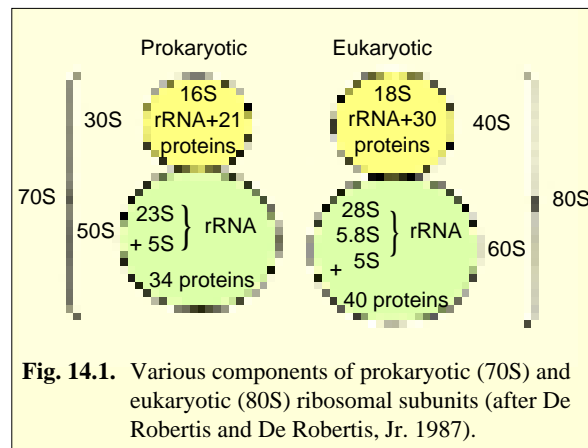 Prokaryotic Eukaryotic
16S
rRNA+21
proteins
30S
18S
rRNA+30
proteins
40S
70S
50S
23S
+ 5S
} rRNA
34 proteins
28S
5.8S
+ 5S
} rRNA
40 proteins
60S
80S
Fig. 14.1. Various components of prokaryotic (70S) and
eukaryotic (80S) ribosomal subunits (after De
Robertis and De Robertis, Jr. 1987).